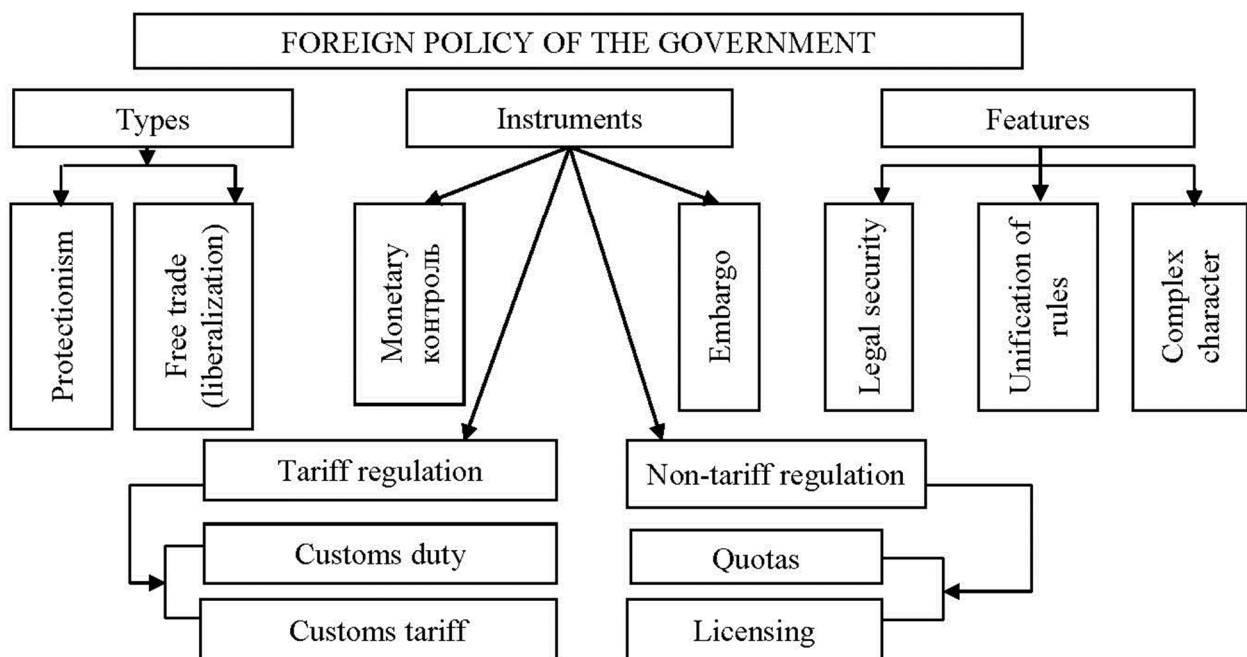 FOREIGN POLICY OF THE GOVERNMENT
Types
Instruments
Features
Protectionism
Free trade
(liberalization)
Monetary
контроль
Embargo
Legal security
Unification of
rules
Complex
character
Tariff regulation
Non-tariff regulation
Customs duty
Quotas
Customs tariff
Licensing